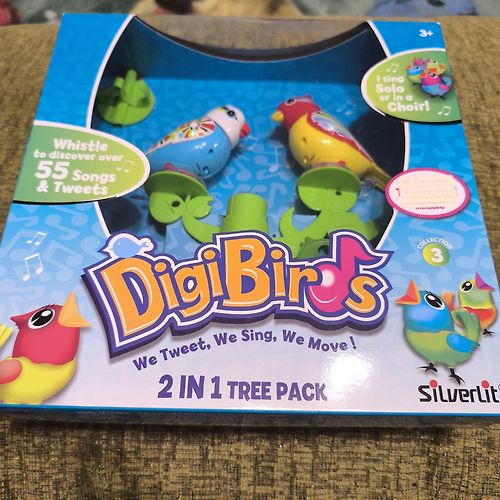 3+
I sing
Solo
or in a
Choir!
Whistle
to discover over
55 Songs
& Tweets
COLLECTION
3
DigiBirds
We Tweet, We Sing, We Move!
2 IN 1 TREE PACK
Silverlit